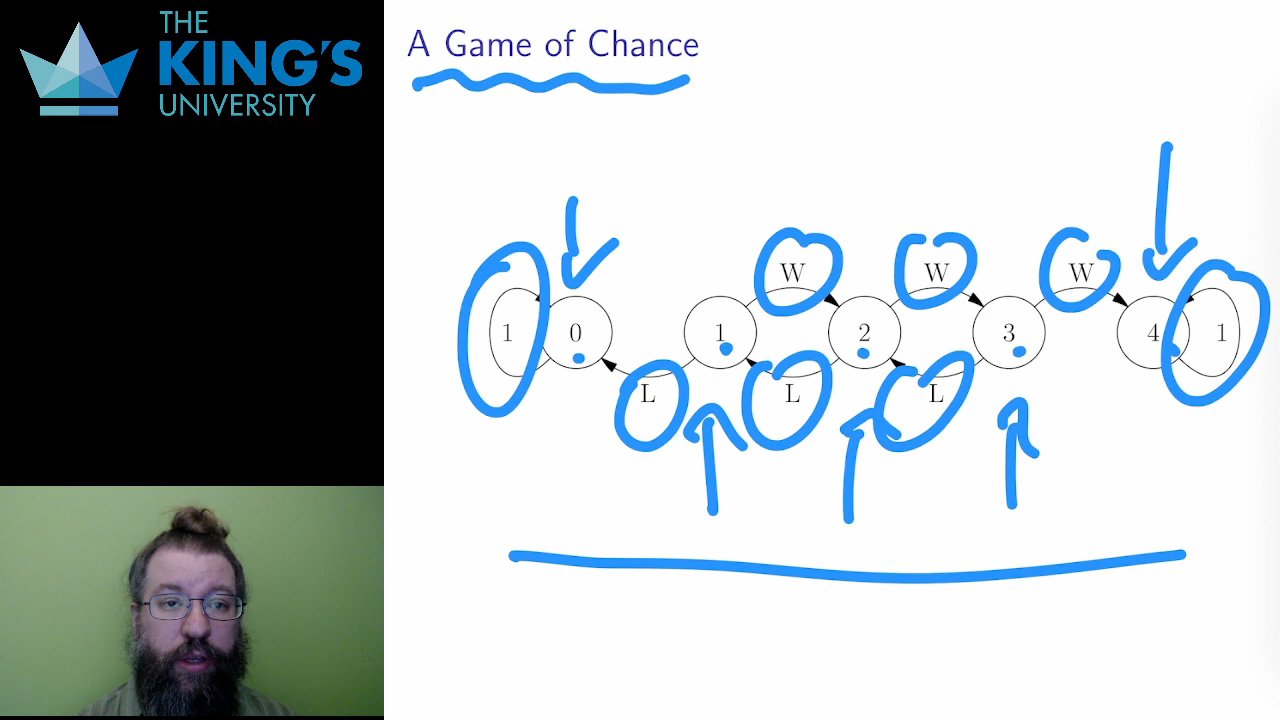 THE
KING'S
UNIVERSITY
A Game of Chance
W W W
1 0 1 2 3 4 1
L L L